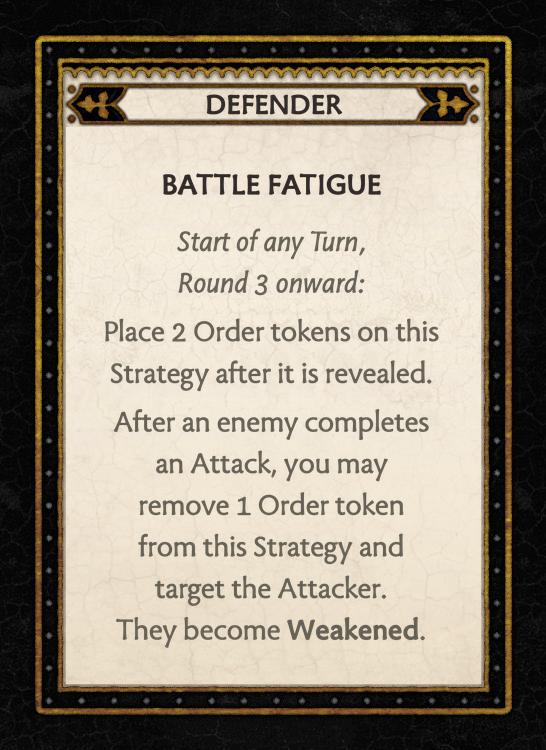 DEFENDER
BATTLE FATIGUE
Start of any Turn,
Round 3 onward:
Place 2 Order tokens on this
Strategy after it is revealed.
After an enemy completes
an Attack, you may
remove 1 Order token
from this Strategy and
target the Attacker.
They become Weakened.